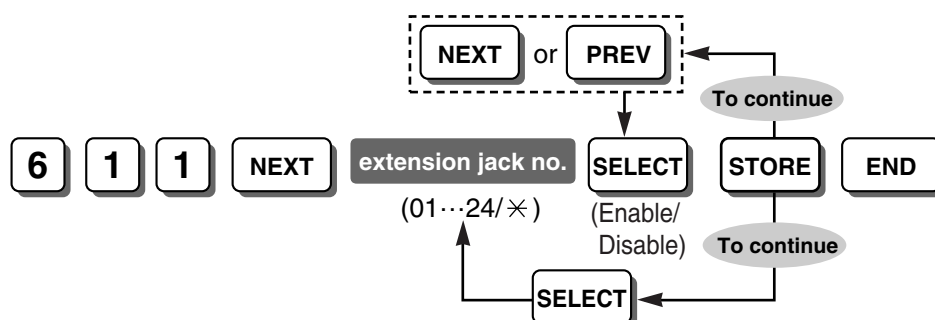 NEXT or PREV
To continue
6 1 1 NEXT extension jack no. SELECT STORE END
(01···24/✳) (Enable/
Disable) To continue
SELECT